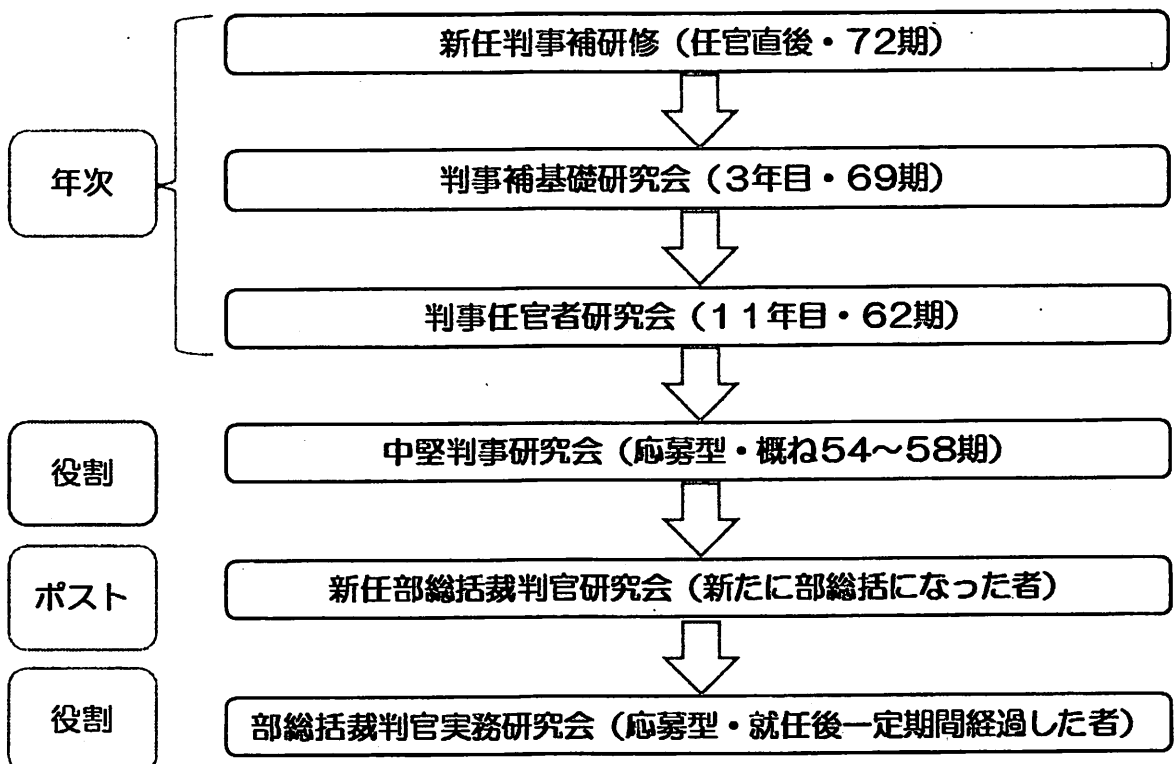 新任判事補研修（任官直後・72期）
年次
判事補基礎研究会（3年目・69期）
判事任官者研究会（11年目・62期）
役割
中堅判事研究会（応募型・概ね54～58期）
ポスト
新任部総括裁判官研究会（新たに部総括になった者）
役割
部総括裁判官実務研究会（応募型・就任後一定期間経過した者）